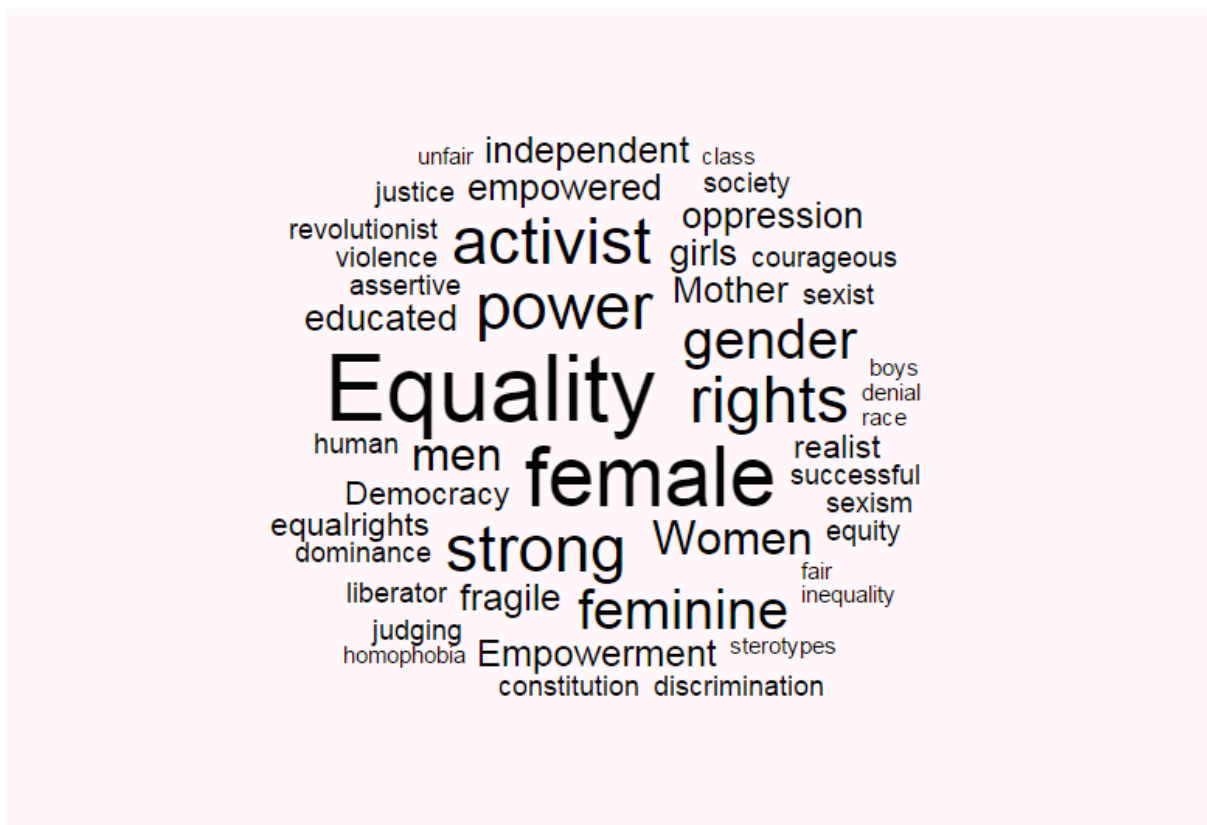 unfair independent class
justice empowered society
revolutionist activist oppression
violence girls courageous
assertive Mother sexist
educated power gender
Equality rights boys
denial
race
human men realist
Democracy female successful
sexism
equalrights strong Women equity
dominance
fair
liberator fragile feminine inequality
judging
homophobia Empowerment sterotypes
constitution discrimination